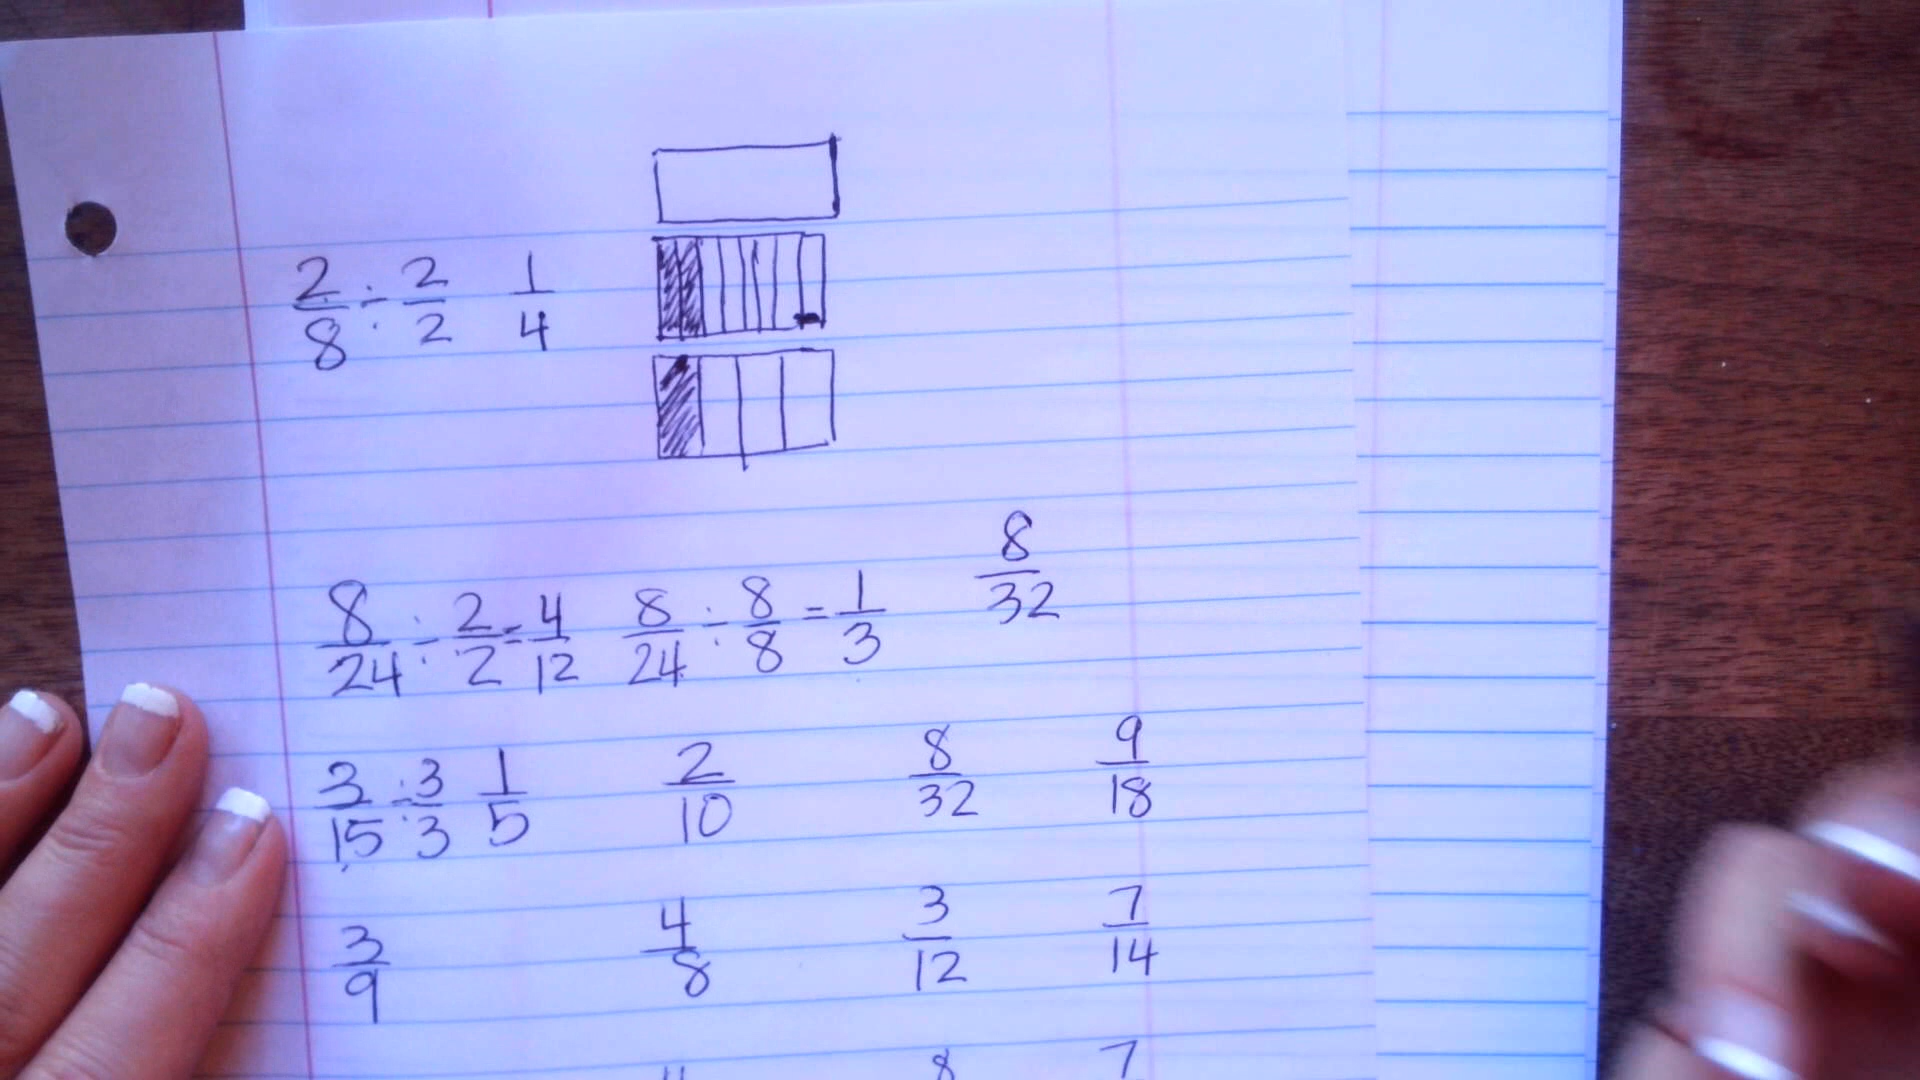 2/8 ÷ 2/2 1/4
8/32
8/24 ÷ 2/2 = 4/12 8/24 ÷ 8/8 = 1/3
3/15 ÷ 3/3 1/5 2/10 8/32 9/18
3/9 4/8 3/12 7/14
8 7